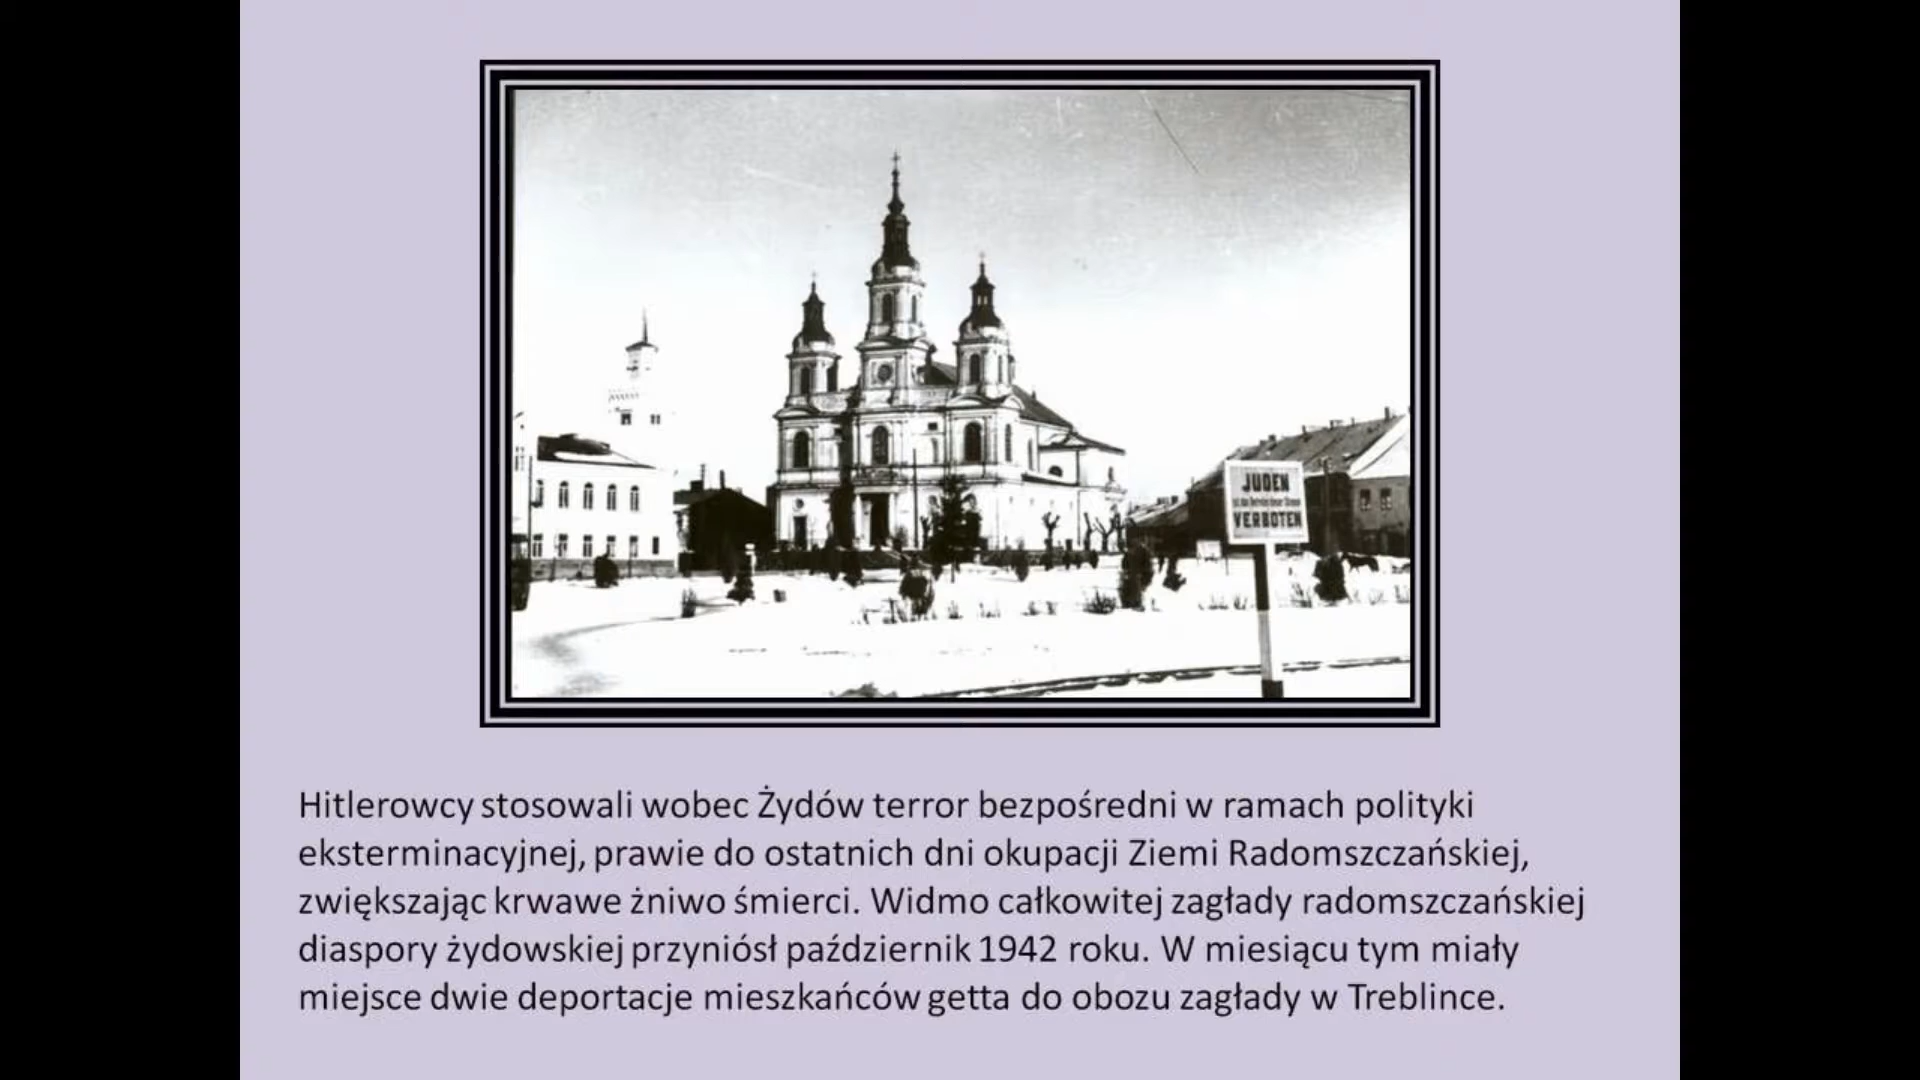 JUDEN
VERBOTEN
Hitlerowcy stosowali wobec Żydów terror bezpośredni w ramach polityki
eksterminacyjnej, prawie do ostatnich dni okupacji Ziemi Radomszczańskiej,
zwiększając krwawe żniwo śmierci. Widmo całkowitej zagłady radomszczańskiej
diaspory żydowskiej przyniósł październik 1942 roku. W miesiącu tym miały
miejsce dwie deportacje mieszkańców getta do obozu zagłady w Treblince.